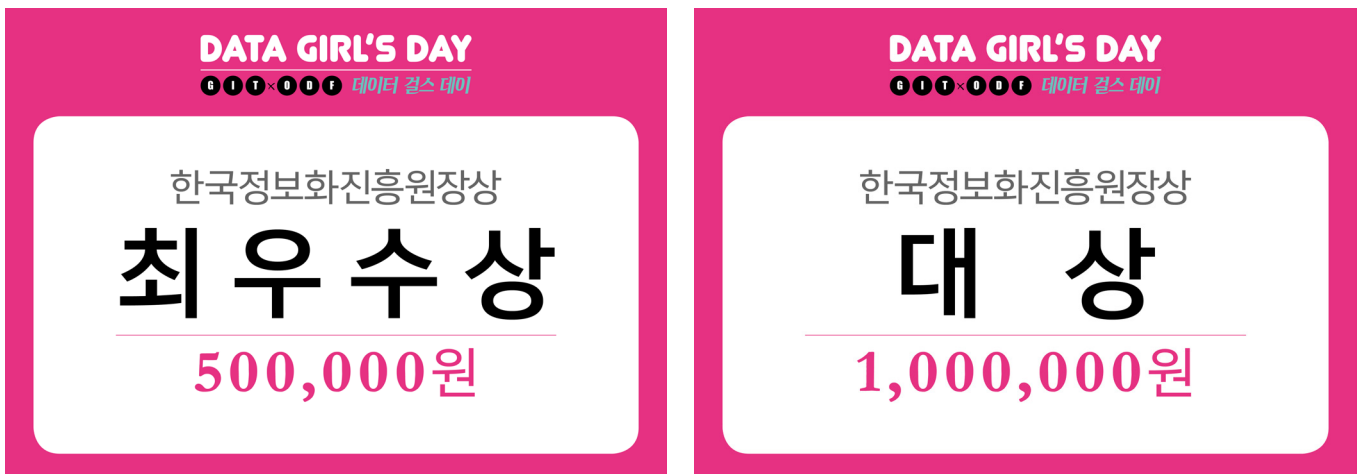 DATA GIRL'S DAY
GIT×ODF 데이터 걸스 데이
한국정보화진흥원장상
최우수상
500,000원
DATA GIRL'S DAY
GIT×ODF 데이터 걸스 데이
한국정보화진흥원장상
대 상
1,000,000원